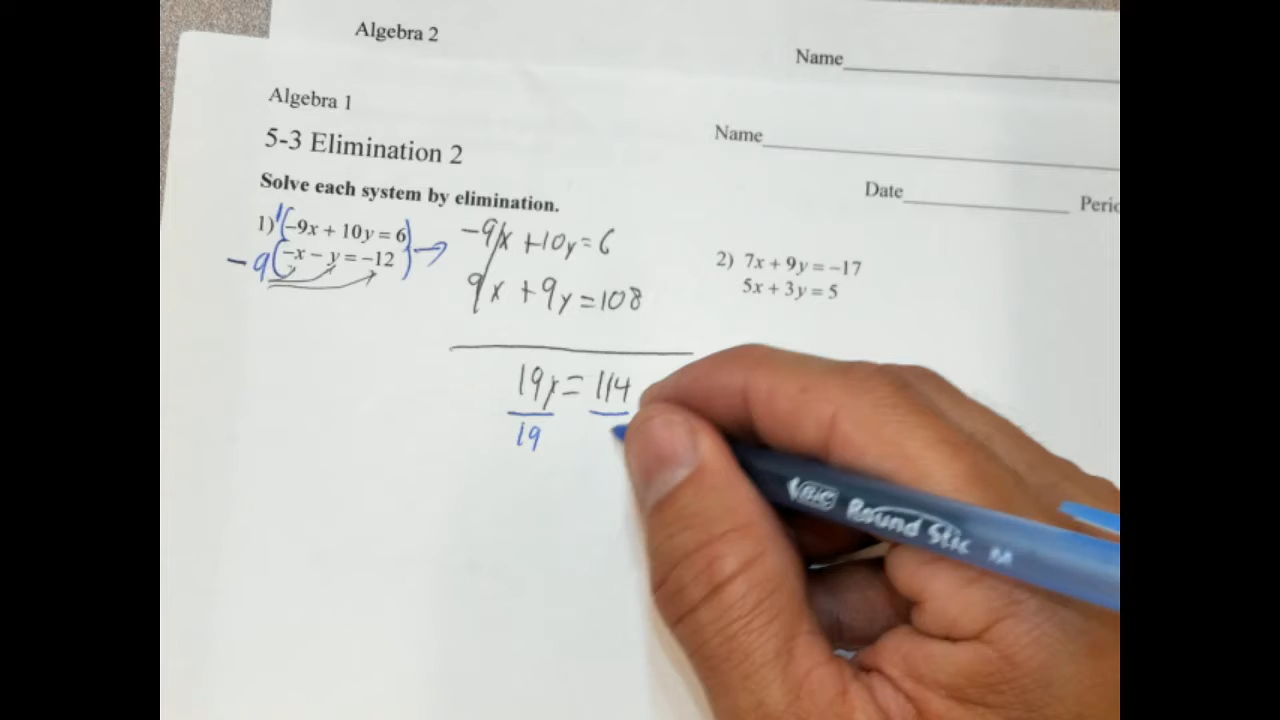 Algebra 2
Name
Algebra 1
Name
5-3 Elimination 2
Date
Solve each system by elimination.
1) 1(-9x + 10y = 6)
-9(-x - y = -12)
-9x + 10y = 6
9x + 9y = 108
19y = 114
19
2) 7x + 9y = -17
5x + 3y = 5
BIC Round Stic M